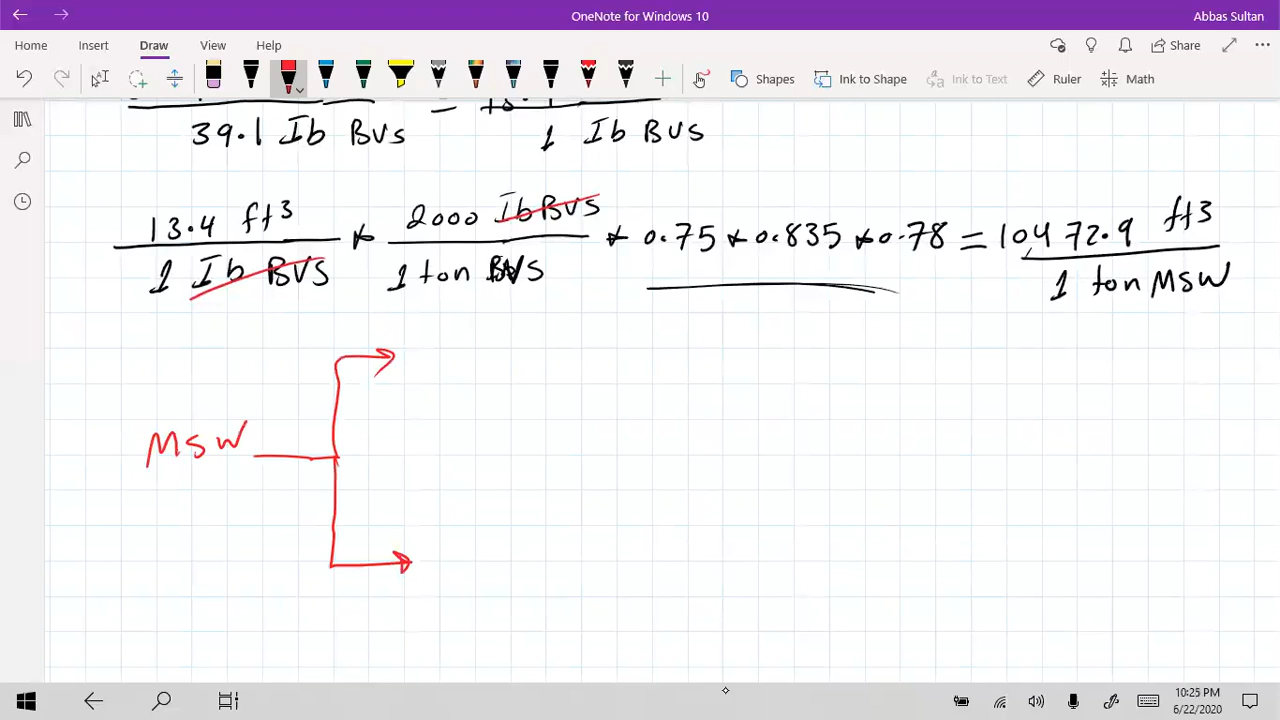 OneNote for Windows 10
Abbas Sultan
Home Insert Draw View Help
Share
Shapes Ink to Shape Ink to Text Ruler Math
39.1 Ib BVs
1 Ib BVs
13.4 ft3 * 2000 Ib BVs * 0.75 * 0.835 * 0.78 = 10472.9 ft3
1 Ib BVS 1 ton BVS 1 ton MSW
MSW
10:25 PM
6/22/2020